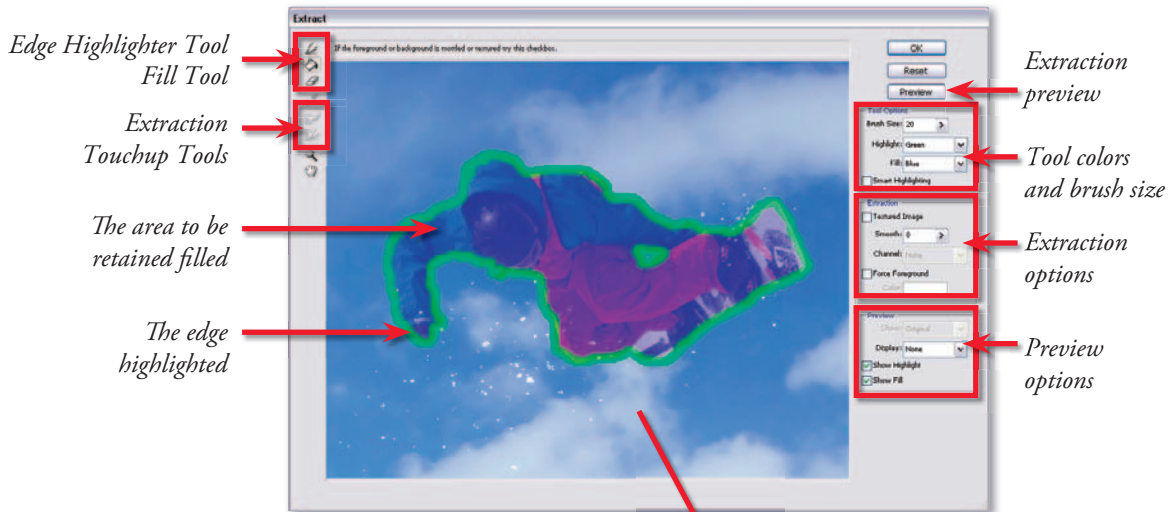 Extract
If the foreground or background is mottled or textured try this checkbox.
Edge Highlighter Tool
Fill Tool
Extraction
Touchup Tools
The area to be
retained filled
The edge
highlighted
OK
Reset
Preview
Tool Options
Brush Size: 20
Highlight: Green
Fill: Blue
Smart Highlighting
Extraction
Textured Image
Smooth: 0
Channel: None
Force Foreground
Color:
Preview
Show: Original
Display: None
Show Highlight
Show Fill
Extraction
preview
Tool colors
and brush size
Extraction
options
Preview
options